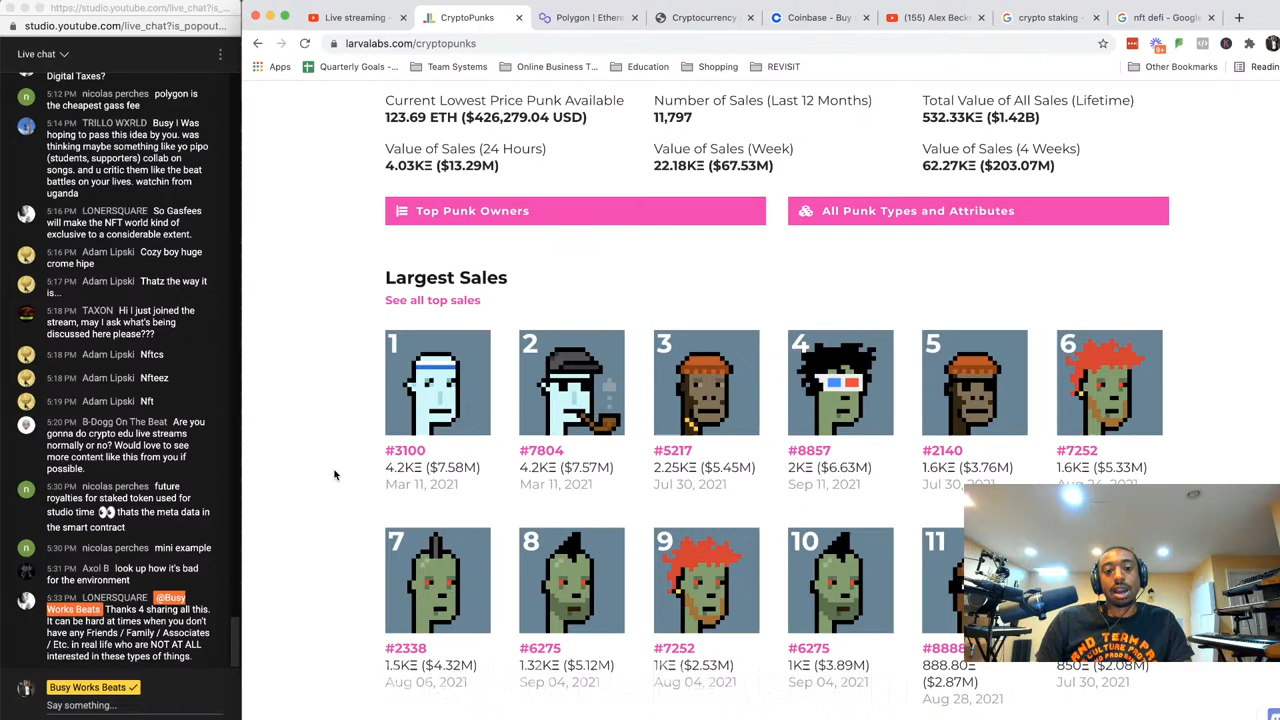 https://studio.youtube.com/live_chat?is_popout...
studio.youtube.com/live_chat?is_popout...
Live chat
Digital Taxes?
5:12 PM nicolas perches polygon is
the cheapest gass fee
5:14 PM TRILLO WXRLD Busy I Was
hoping to pass this idea by you. was
thinking maybe something like yo pipo
(students, supporters) collab on
songs. and u critic them like the beat
battles on your lives. watchin from
uganda
5:16 PM LONERSQUARE So Gasfees
will make the NFT world kind of
exclusive to a considerable extent.
5:16 PM Adam Lipski Cozy boy huge
crome hipe
5:17 PM Adam Lipski Thatz the way it
is...
5:18 PM TAXON Hi I just joined the
stream, may I ask what's being
discussed here please???
5:18 PM Adam Lipski Nftcs
5:18 PM Adam Lipski Nfteez
5:19 PM Adam Lipski Nft
5:20 PM B-Dogg On The Beat Are you
gonna do crypto edu live streams
normally or no? Would love to see
more content like this from you if
possible.
5:30 PM nicolas perches future
royalties for staked token used for
studio time 👀 thats the meta data in
the smart contract
5:30 PM nicolas perches mini example
5:31 PM Axol B look up how it's bad
for the environment
5:33 PM LONERSQUARE @Busy
Works Beats Thanks 4 sharing all this.
It can be hard at times when you don't
have any Friends / Family / Associates
/ Etc. in real life who are NOT AT ALL
interested in these types of things.
Busy Works Beats ✓
Say something...
Live streaming - CryptoPunks Polygon | Ethere Cryptocurrency Coinbase – Buy (155) Alex Beck crypto staking - nft defi - Google
larvalabs.com/cryptopunks
Apps Quarterly Goals -... Team Systems Online Business T... Education Shopping REVISIT Other Bookmarks Readin
Current Lowest Price Punk Available
123.69 ETH ($426,279.04 USD)
Number of Sales (Last 12 Months)
11,797
Total Value of All Sales (Lifetime)
532.33KΞ ($1.42B)
Value of Sales (24 Hours)
4.03KΞ ($13.29M)
Value of Sales (Week)
22.18KΞ ($67.53M)
Value of Sales (4 Weeks)
62.27KΞ ($203.07M)
Top Punk Owners
All Punk Types and Attributes
Largest Sales
See all top sales
1
#3100
4.2KΞ ($7.58M)
Mar 11, 2021
2
#7804
4.2KΞ ($7.57M)
Mar 11, 2021
3
#5217
2.25KΞ ($5.45M)
Jul 30, 2021
4
#8857
2KΞ ($6.63M)
Sep 11, 2021
5
#2140
1.6KΞ ($3.76M)
Jul 30,
6
#7252
1.6KΞ ($5.33M)
7
#2338
1.5KΞ ($4.32M)
Aug 06, 2021
8
#6275
1.32KΞ ($5.12M)
Sep 04, 2021
9
#7252
1KΞ ($2.53M)
Aug 04, 2021
10
#6275
1KΞ ($3.89M)
Sep 04, 2021
11
#8888
888.80Ξ
($2.87M)
Aug 28, 2021
850Ξ ($2.08M)
Jul 30, 2021
CULTURE